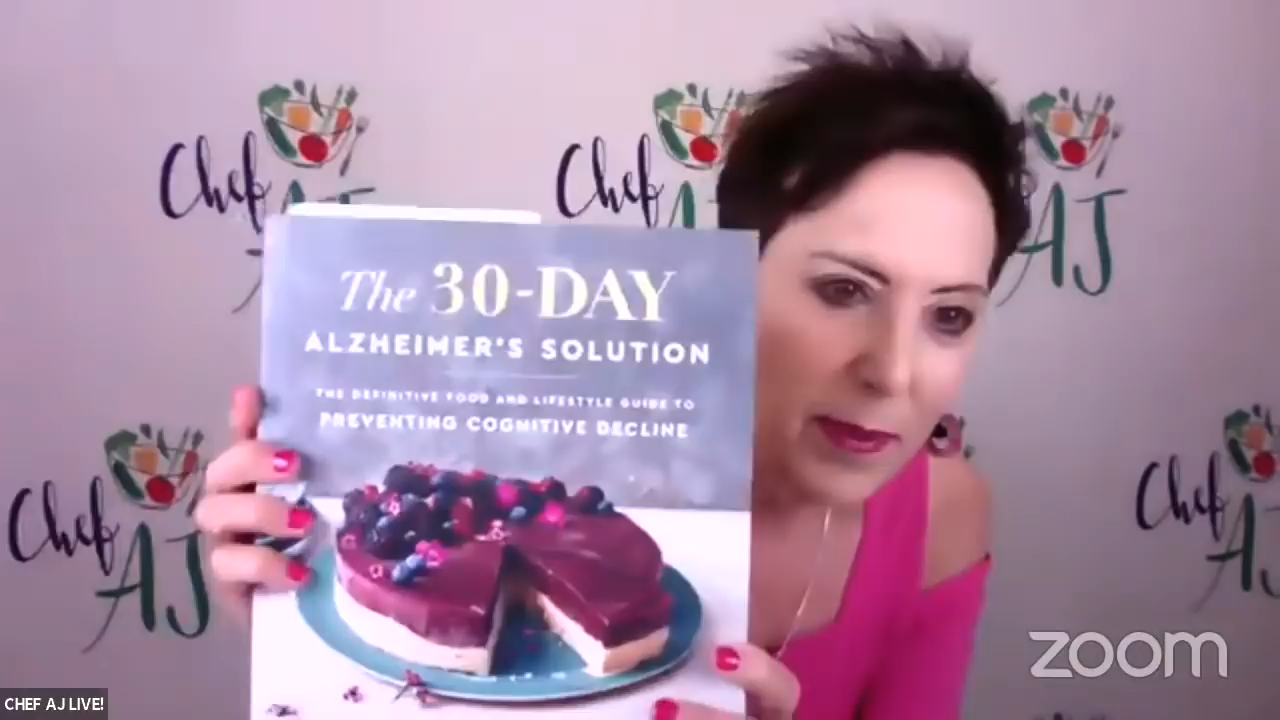 Chef AJ
Chef AJ
AJ
The 30-DAY
ALZHEIMER'S SOLUTION
THE DEFINITIVE FOOD AND LIFESTYLE GUIDE TO
PREVENTING COGNITIVE DECLINE
Chef AJ
Chef AJ
zoom
CHEF AJ LIVE!